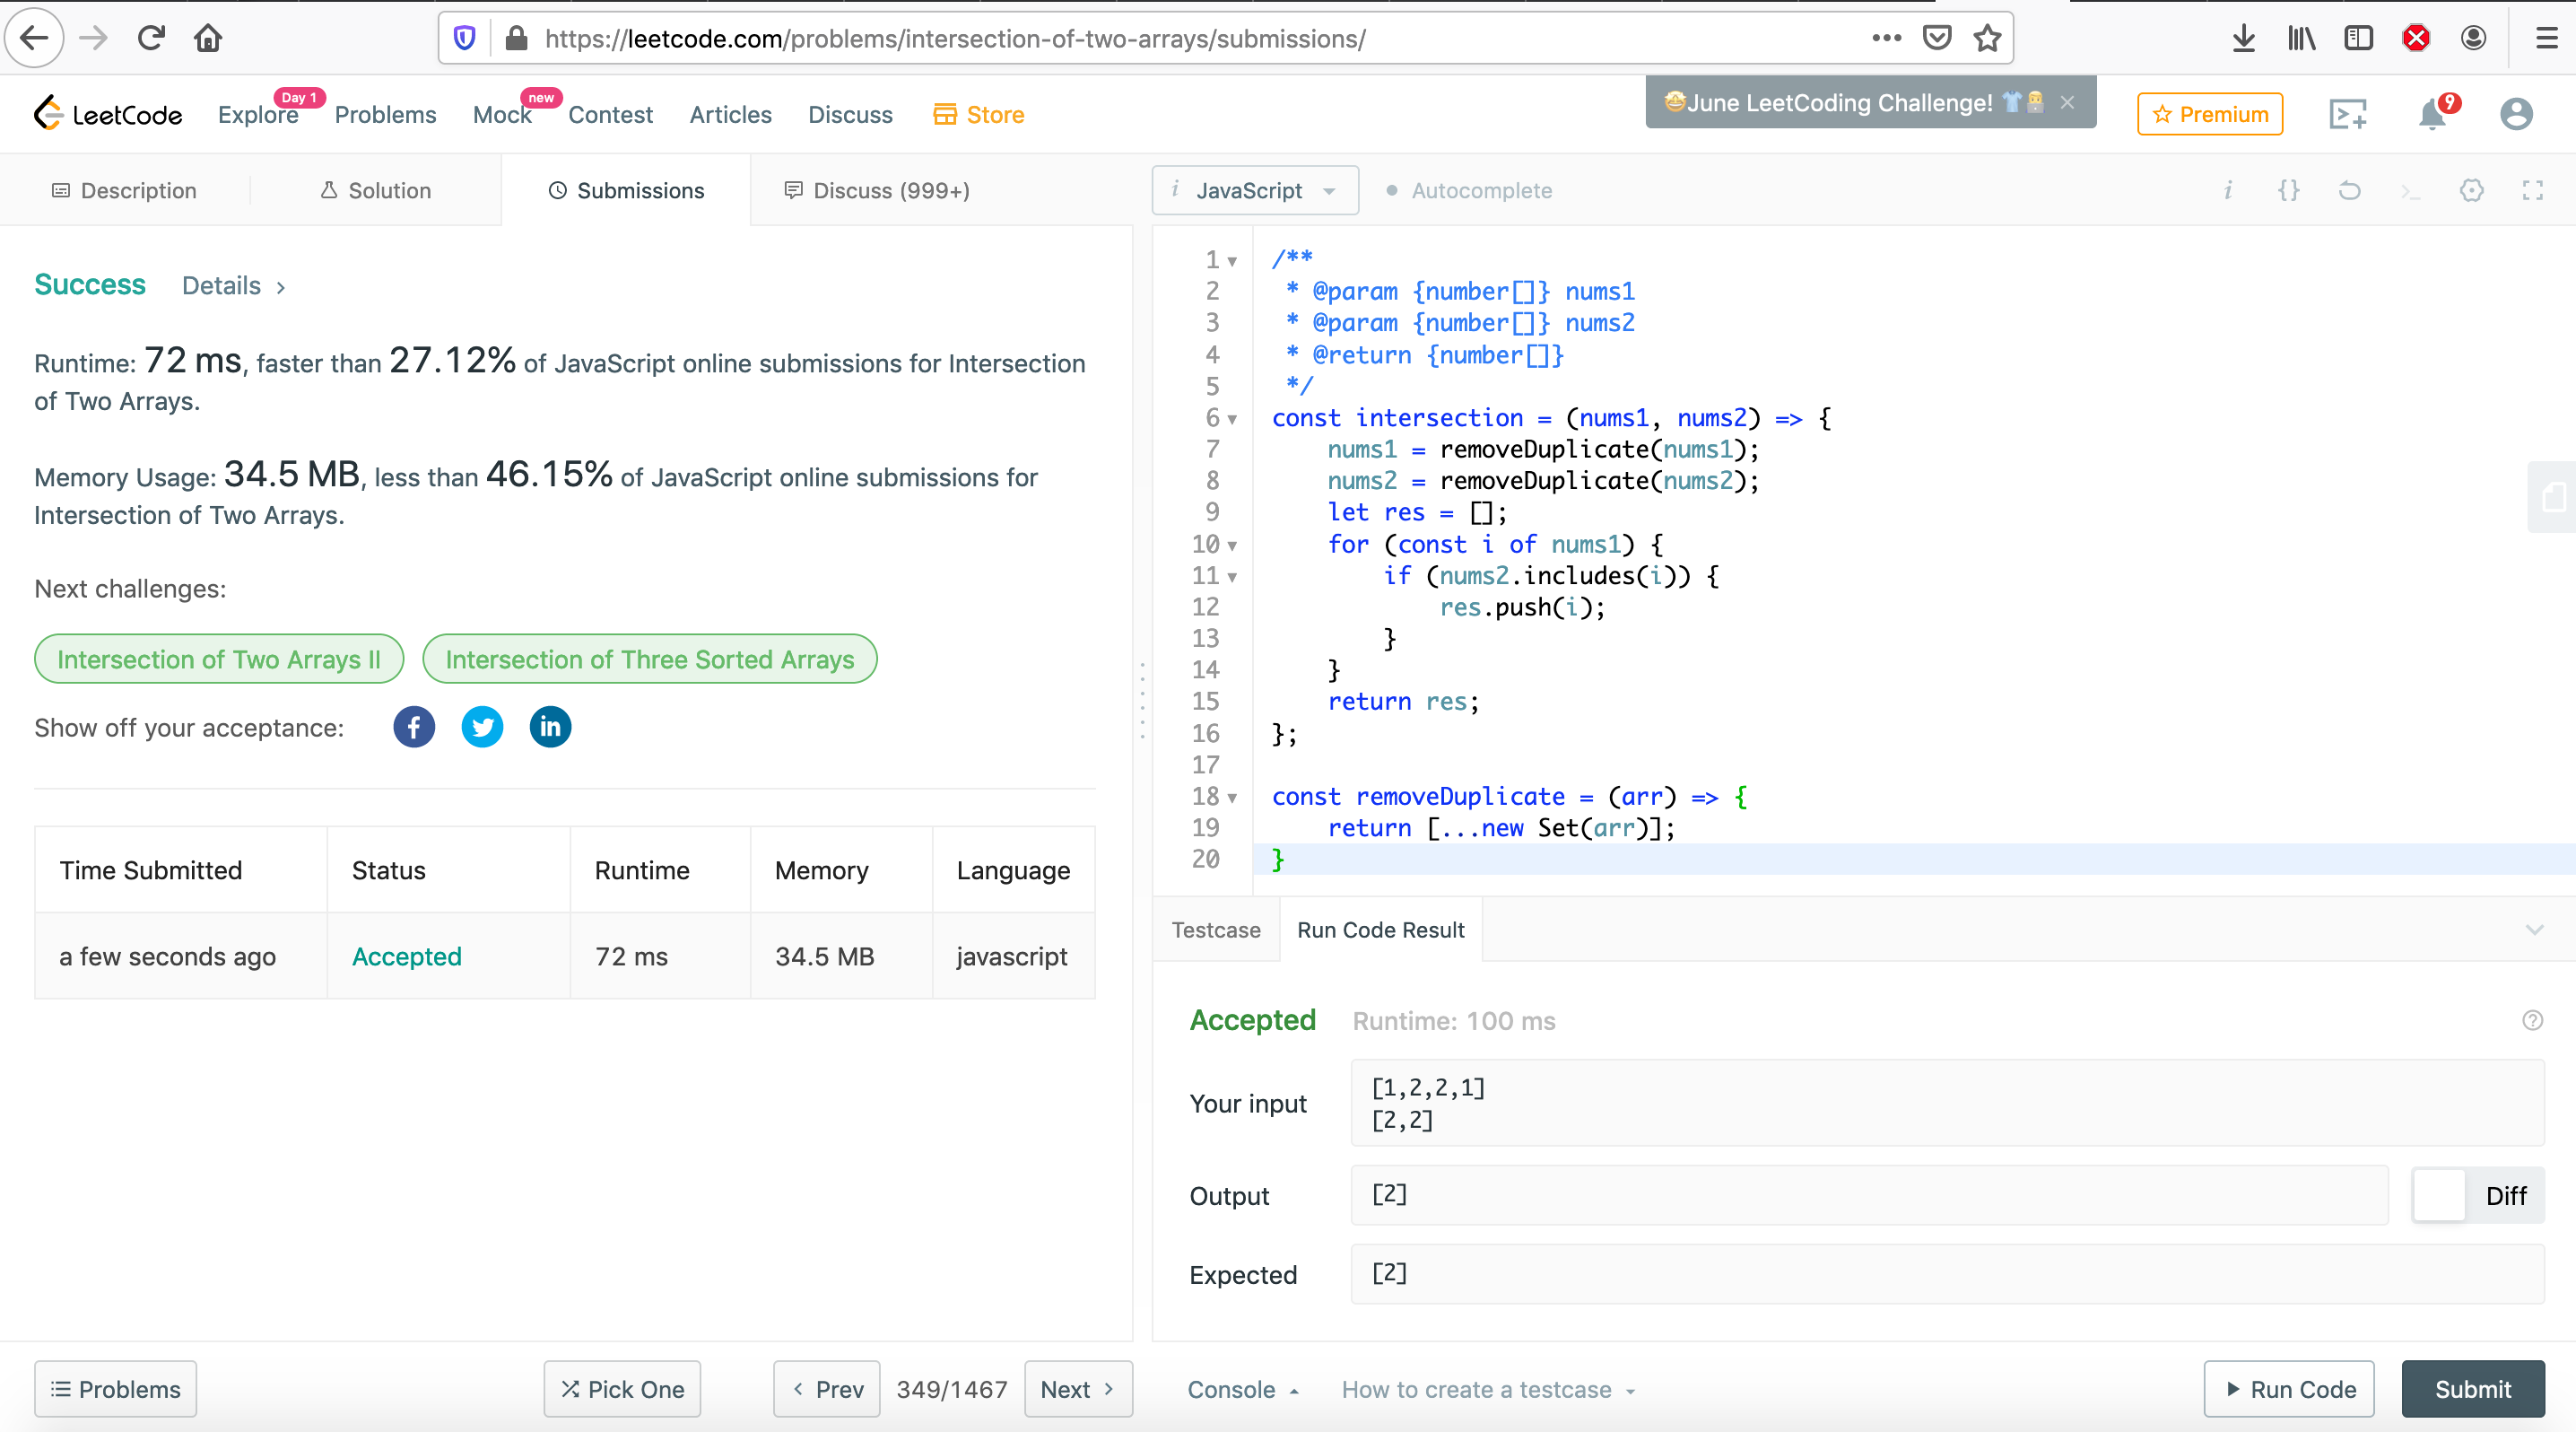 https://leetcode.com/problems/intersection-of-two-arrays/submissions/
LeetCode
Explore
Day 1
Problems
Mock
new
Contest
Articles
Discuss
Store
🤩June LeetCoding Challenge!
Premium
9
Description
Solution
Submissions
Discuss (999+)
i JavaScript
Autocomplete
Success Details >
Runtime: 72 ms, faster than 27.12% of JavaScript online submissions for Intersection
of Two Arrays.
Memory Usage: 34.5 MB, less than 46.15% of JavaScript online submissions for
Intersection of Two Arrays.
Next challenges:
Intersection of Two Arrays II
Intersection of Three Sorted Arrays
Show off your acceptance:
Time Submitted Status Runtime Memory Language
a few seconds ago Accepted 72 ms 34.5 MB javascript
1 /**
2  * @param {number[]} nums1
3  * @param {number[]} nums2
4  * @return {number[]}
5  */
6 const intersection = (nums1, nums2) => {
7     nums1 = removeDuplicate(nums1);
8     nums2 = removeDuplicate(nums2);
9     let res = [];
10     for (const i of nums1) {
11         if (nums2.includes(i)) {
12             res.push(i);
13         }
14     }
15     return res;
16 };
17
18 const removeDuplicate = (arr) => {
19     return [...new Set(arr)];
20 }
Testcase
Run Code Result
Accepted Runtime: 100 ms
Your input
[1,2,2,1]
[2,2]
Output
[2]
Diff
Expected
[2]
Problems
Pick One
Prev
349/1467
Next
Console
How to create a testcase
Run Code
Submit